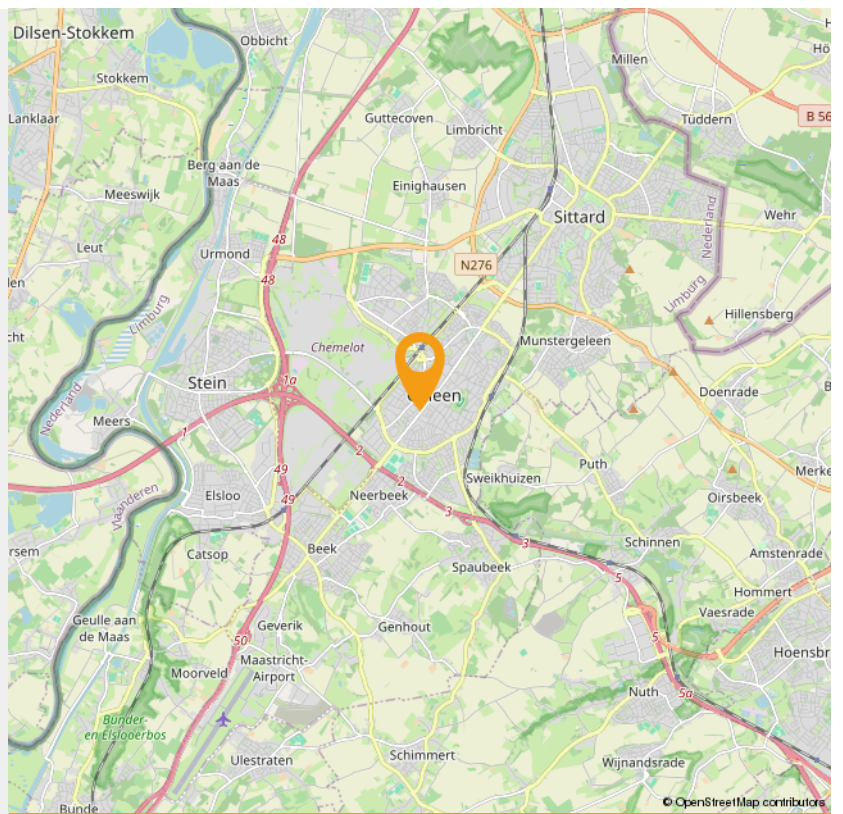 Dilsen-Stokkem
Obbicht
H
Hö
Millen
Stokkem
Lanklaar
Guttecoven
Limbricht
Tüddern
B 56
Berg aan de
Maas
Meeswijk
Einighausen
Sittard
Nederland
Wehr
Leut
Urmond
48
N276
48
Limburg
Limburg
Hillensberg
len
cht
Chemelot
Munstergeleen
Stein
1a
Doenrade
B
Nederland
Meers
1
2
2
Merke
Vlaanderen
49
49
Elsloo
Neerbeek
Sweikhuizen
Puth
Oirsbeek
3
3
ersem
Catsop
Beek
Spaubeek
Schinnen
Amstenrade
5
Hommert
Vaesrade
Geulle aan
de Maas
Geverik
Genhout
50
5
Hoensbr
Moorveld
Maastricht-
Airport
Nuth
5a
Bunder-
en Elslooerbos
Ulestraten
Schimmert
Wijnandsrade
Bunde
© OpenStreetMap contributors